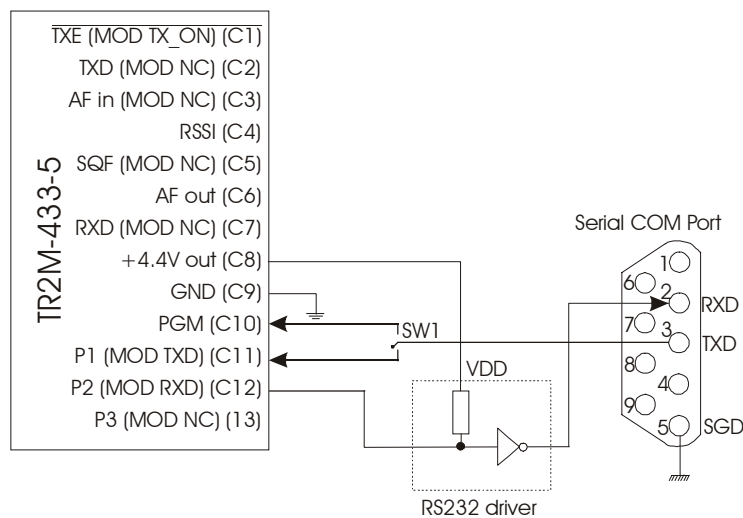 TR2M-433-5
TXE (MOD TX_ON) (C1)
TXD (MOD NC) (C2)
AF in (MOD NC) (C3)
RSSI (C4)
SQF (MOD NC) (C5)
AF out (C6)
RXD (MOD NC) (C7)
+4.4V out (C8)
GND (C9)
PGM (C10)
P1 (MOD TXD) (C11)
P2 (MOD RXD) (C12)
P3 (MOD NC) (13)
SW1
VDD
RS232 driver
Serial COM Port
1
6
2
RXD
7
3
TXD
8
4
9
5
SGD